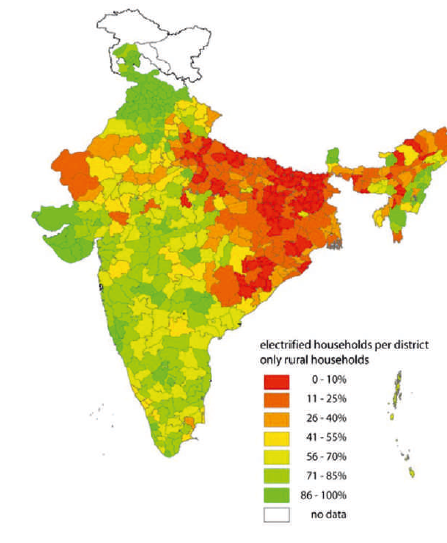 electrified households per district
only rural households
0 - 10%
11 - 25%
26 - 40%
41 - 55%
56 - 70%
71 - 85%
86 - 100%
no data